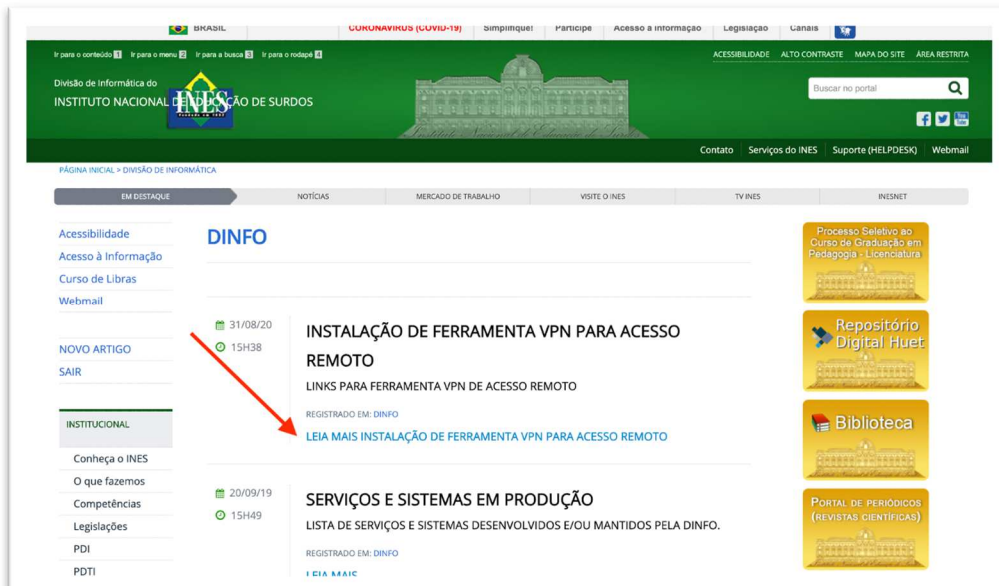 BRASIL CORONAVÍRUS (COVID-19) Simplifique! Participe Acesso à informação Legislação Canais
Ir para o conteúdo 1 Ir para o menu 2 Ir para a busca 3 Ir para o rodapé 4
ACESSIBILIDADE ALTO CONTRASTE MAPA DO SITE ÁREA RESTRITA
Divisão de Informática do
INSTITUTO NACIONAL DE EDUCAÇÃO DE SURDOS
INES
Buscar no portal
You Tube
Contato Serviços do INES Suporte (HELPDESK) Webmail
PÁGINA INICIAL > DIVISÃO DE INFORMÁTICA
EM DESTAQUE NOTÍCIAS MERCADO DE TRABALHO VISITE O INES TV INES INESNET
Acessibilidade
Acesso à Informação
Curso de Libras
Webmail
NOVO ARTIGO
SAIR
INSTITUCIONAL
Conheça o INES
O que fazemos
Competências
Legislações
PDI
PDTI
DINFO
31/08/20
15H38
INSTALAÇÃO DE FERRAMENTA VPN PARA ACESSO
REMOTO
LINKS PARA FERRAMENTA VPN DE ACESSO REMOTO
REGISTRADO EM: DINFO
LEIA MAIS INSTALAÇÃO DE FERRAMENTA VPN PARA ACESSO REMOTO
20/09/19
15H49
SERVIÇOS E SISTEMAS EM PRODUÇÃO
LISTA DE SERVIÇOS E SISTEMAS DESENVOLVIDOS E/OU MANTIDOS PELA DINFO.
REGISTRADO EM: DINFO
LEIA MAIS
Processo Seletivo ao
Curso de Graduação em
Pedagogia - Licenciatura
Repositório
Digital Huet
Biblioteca
PORTAL DE PERIÓDICOS
(REVISTAS CIENTÍFICAS)